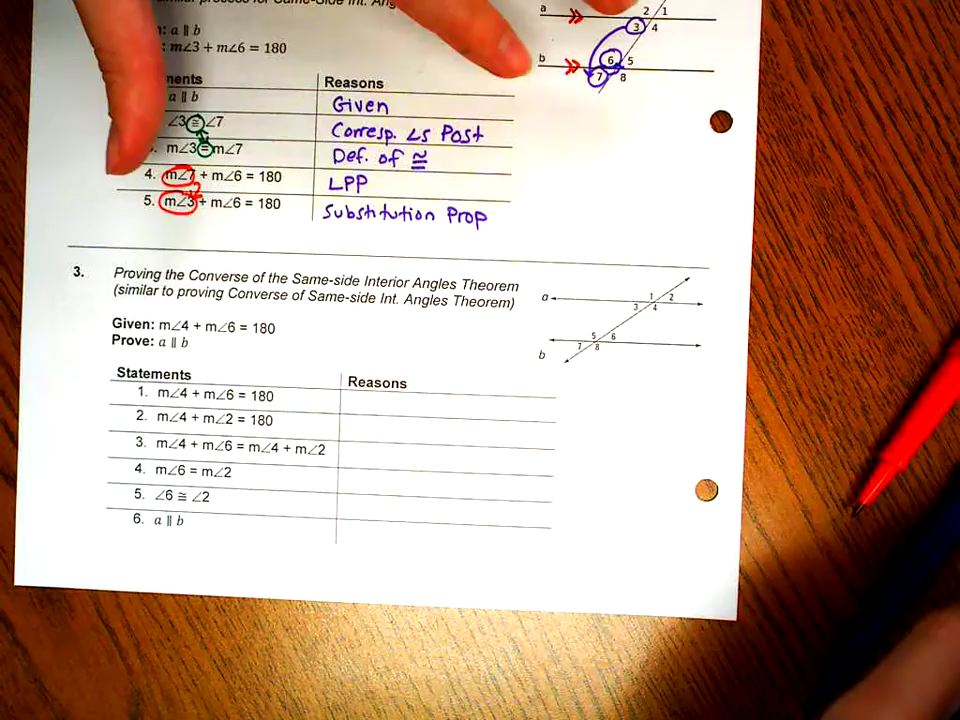 for Same-Side Int.
a
2 1
3 4
: a ∥ b
: m∠3 + m∠6 = 180
b
6 5
7 8
Reasons
a ∥ b Given
∠3 ≅ ∠7 Corresp. ∠s Post
m∠3 = m∠7 Def. of ≅
4. m∠7 + m∠6 = 180 LPP
5. m∠3 + m∠6 = 180 Substitution Prop
3. Proving the Converse of the Same-side Interior Angles Theorem
(similar to proving Converse of Same-side Int. Angles Theorem)
a
1 2
3 4
Given: m∠4 + m∠6 = 180
Prove: a ∥ b
5 6
7 8
b
Statements Reasons
1. m∠4 + m∠6 = 180
2. m∠4 + m∠2 = 180
3. m∠4 + m∠6 = m∠4 + m∠2
4. m∠6 = m∠2
5. ∠6 ≅ ∠2
6. a ∥ b